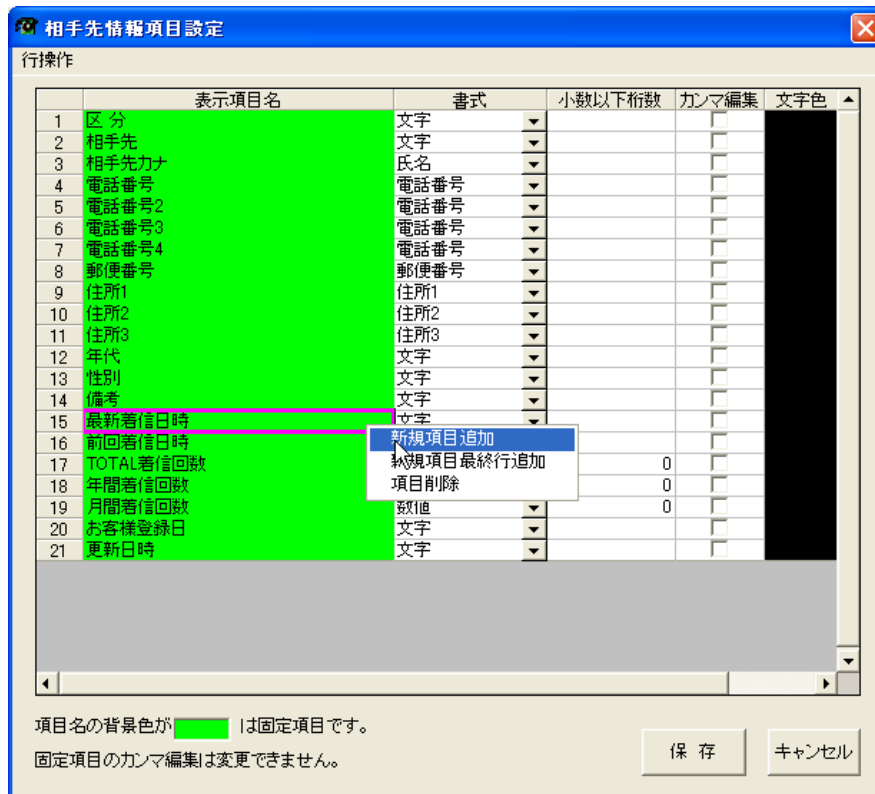 相手先情報項目設定
行操作
表示項目名 書式 小数以下桁数 カンマ編集 文字色
1 区 分 文字
2 相手先 文字
3 相手先カナ 氏名
4 電話番号 電話番号
5 電話番号2 電話番号
6 電話番号3 電話番号
7 電話番号4 電話番号
8 郵便番号 郵便番号
9 住所1 住所1
10 住所2 住所2
11 住所3 住所3
12 年代 文字
13 性別 文字
14 備考 文字
15 最新着信日時 文字
16 前回着信日時 新規項目追加
17 TOTAL着信回数 新規項目最終行追加 0
18 年間着信回数 項目削除 0
19 月間着信回数 数値 0
20 お客様登録日 文字
21 更新日時 文字
項目名の背景色が は固定項目です。
固定項目のカンマ編集は変更できません。
保 存 キャンセル